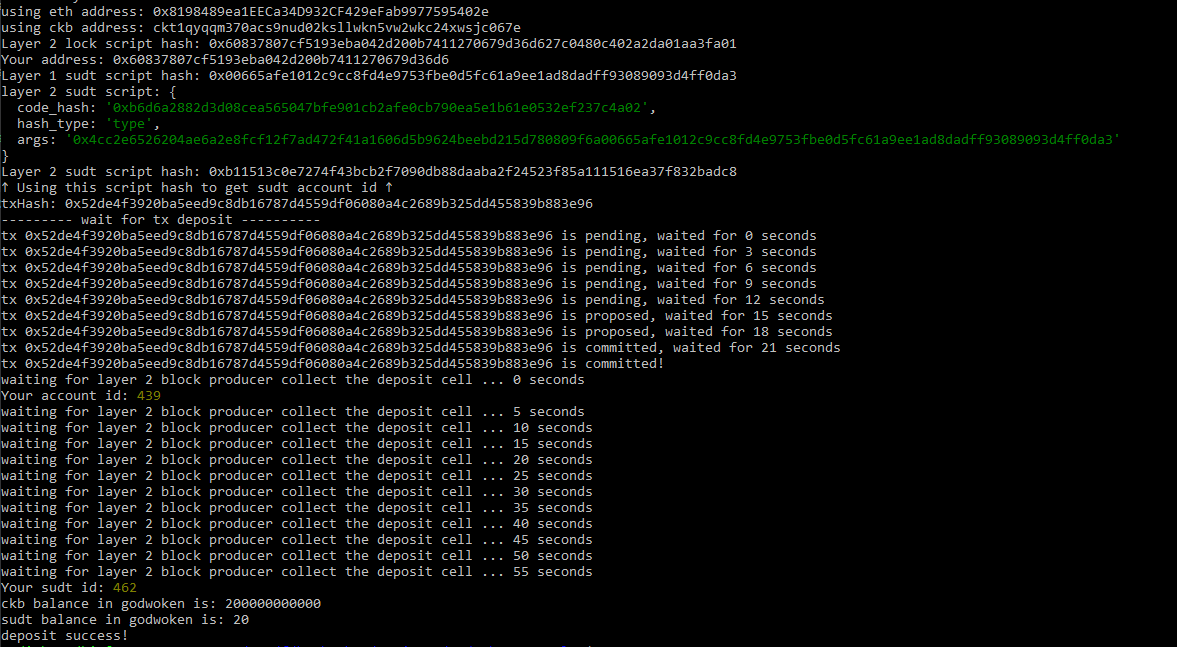 using eth address: 0x8198489ea1EECa34D932CF429eFab9977595402e
using ckb address: ckt1qyqqm370acs9nud02ksllwkn5vw2wkc24xwsjc067e
Layer 2 lock script hash: 0x60837807cf5193eba042d200b7411270679d36d627c0480c402a2da01aa3fa01
Your address: 0x60837807cf5193eba042d200b7411270679d36d6
Layer 1 sudt script hash: 0x00665afe1012c9cc8fd4e9753fbe0d5fc61a9ee1ad8dadff93089093d4ff0da3
layer 2 sudt script: {
  code_hash: '0xb6d6a2882d3d08cea565047bfe901cb2afe0cb790ea5e1b61e0532ef237c4a02',
  hash_type: 'type',
  args: '0x4cc2e6526204ae6a2e8fcf12f7ad472f41a1606d5b9624beebd215d780809f6a00665afe1012c9cc8fd4e9753fbe0d5fc61a9ee1ad8dadff93089093d4ff0da3'
}
Layer 2 sudt script hash: 0xb11513c0e7274f43bcb2f7090db88daaba2f24523f85a111516ea37f832badc8
↑ Using this script hash to get sudt account id ↑
txHash: 0x52de4f3920ba5eed9c8db16787d4559df06080a4c2689b325dd455839b883e96
--------- wait for tx deposit ----------
tx 0x52de4f3920ba5eed9c8db16787d4559df06080a4c2689b325dd455839b883e96 is pending, waited for 0 seconds
tx 0x52de4f3920ba5eed9c8db16787d4559df06080a4c2689b325dd455839b883e96 is pending, waited for 3 seconds
tx 0x52de4f3920ba5eed9c8db16787d4559df06080a4c2689b325dd455839b883e96 is pending, waited for 6 seconds
tx 0x52de4f3920ba5eed9c8db16787d4559df06080a4c2689b325dd455839b883e96 is pending, waited for 9 seconds
tx 0x52de4f3920ba5eed9c8db16787d4559df06080a4c2689b325dd455839b883e96 is pending, waited for 12 seconds
tx 0x52de4f3920ba5eed9c8db16787d4559df06080a4c2689b325dd455839b883e96 is proposed, waited for 15 seconds
tx 0x52de4f3920ba5eed9c8db16787d4559df06080a4c2689b325dd455839b883e96 is proposed, waited for 18 seconds
tx 0x52de4f3920ba5eed9c8db16787d4559df06080a4c2689b325dd455839b883e96 is committed, waited for 21 seconds
tx 0x52de4f3920ba5eed9c8db16787d4559df06080a4c2689b325dd455839b883e96 is committed!
waiting for layer 2 block producer collect the deposit cell ... 0 seconds
Your account id: 439
waiting for layer 2 block producer collect the deposit cell ... 5 seconds
waiting for layer 2 block producer collect the deposit cell ... 10 seconds
waiting for layer 2 block producer collect the deposit cell ... 15 seconds
waiting for layer 2 block producer collect the deposit cell ... 20 seconds
waiting for layer 2 block producer collect the deposit cell ... 25 seconds
waiting for layer 2 block producer collect the deposit cell ... 30 seconds
waiting for layer 2 block producer collect the deposit cell ... 35 seconds
waiting for layer 2 block producer collect the deposit cell ... 40 seconds
waiting for layer 2 block producer collect the deposit cell ... 45 seconds
waiting for layer 2 block producer collect the deposit cell ... 50 seconds
waiting for layer 2 block producer collect the deposit cell ... 55 seconds
Your sudt id: 462
ckb balance in godwoken is: 200000000000
sudt balance in godwoken is: 20
deposit success!